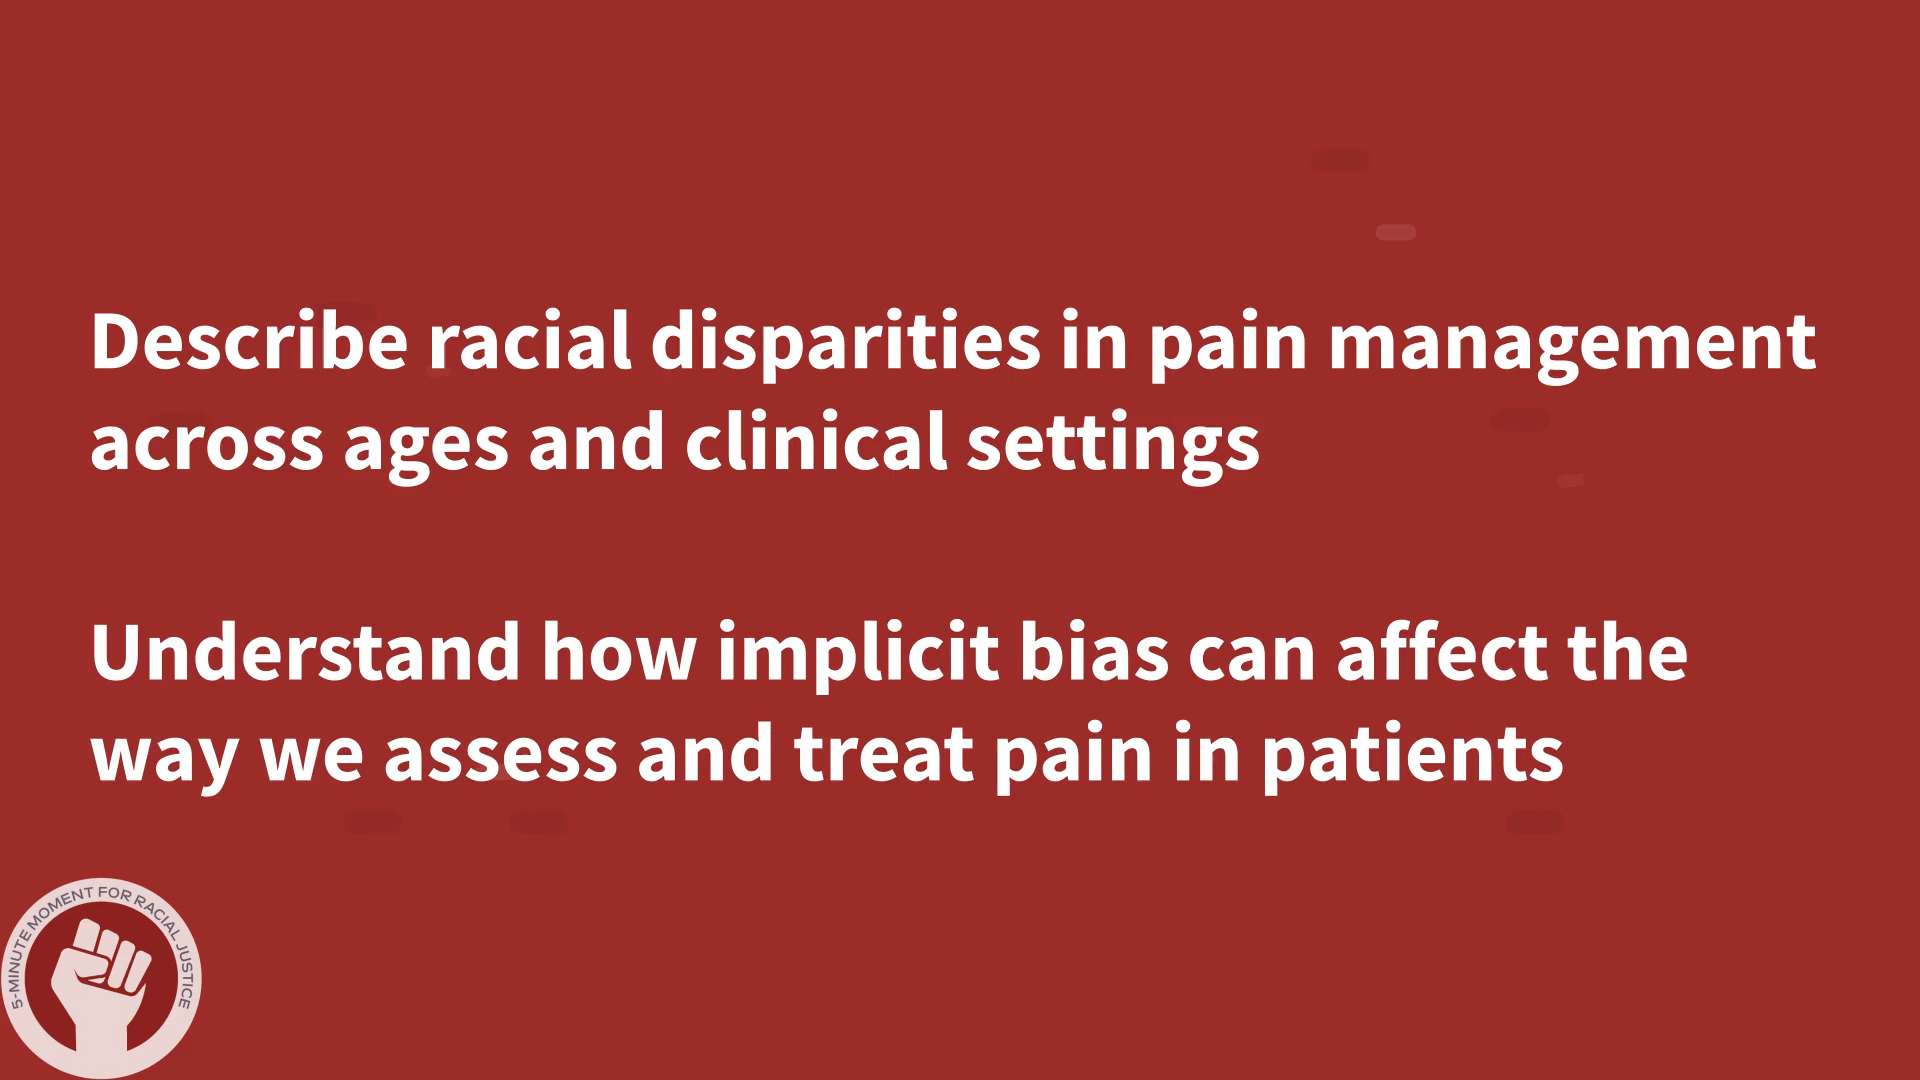 Describe racial disparities in pain management
across ages and clinical settings
Understand how implicit bias can affect the
way we assess and treat pain in patients
5-MINUTE MOMENT FOR RACIAL JUSTICE